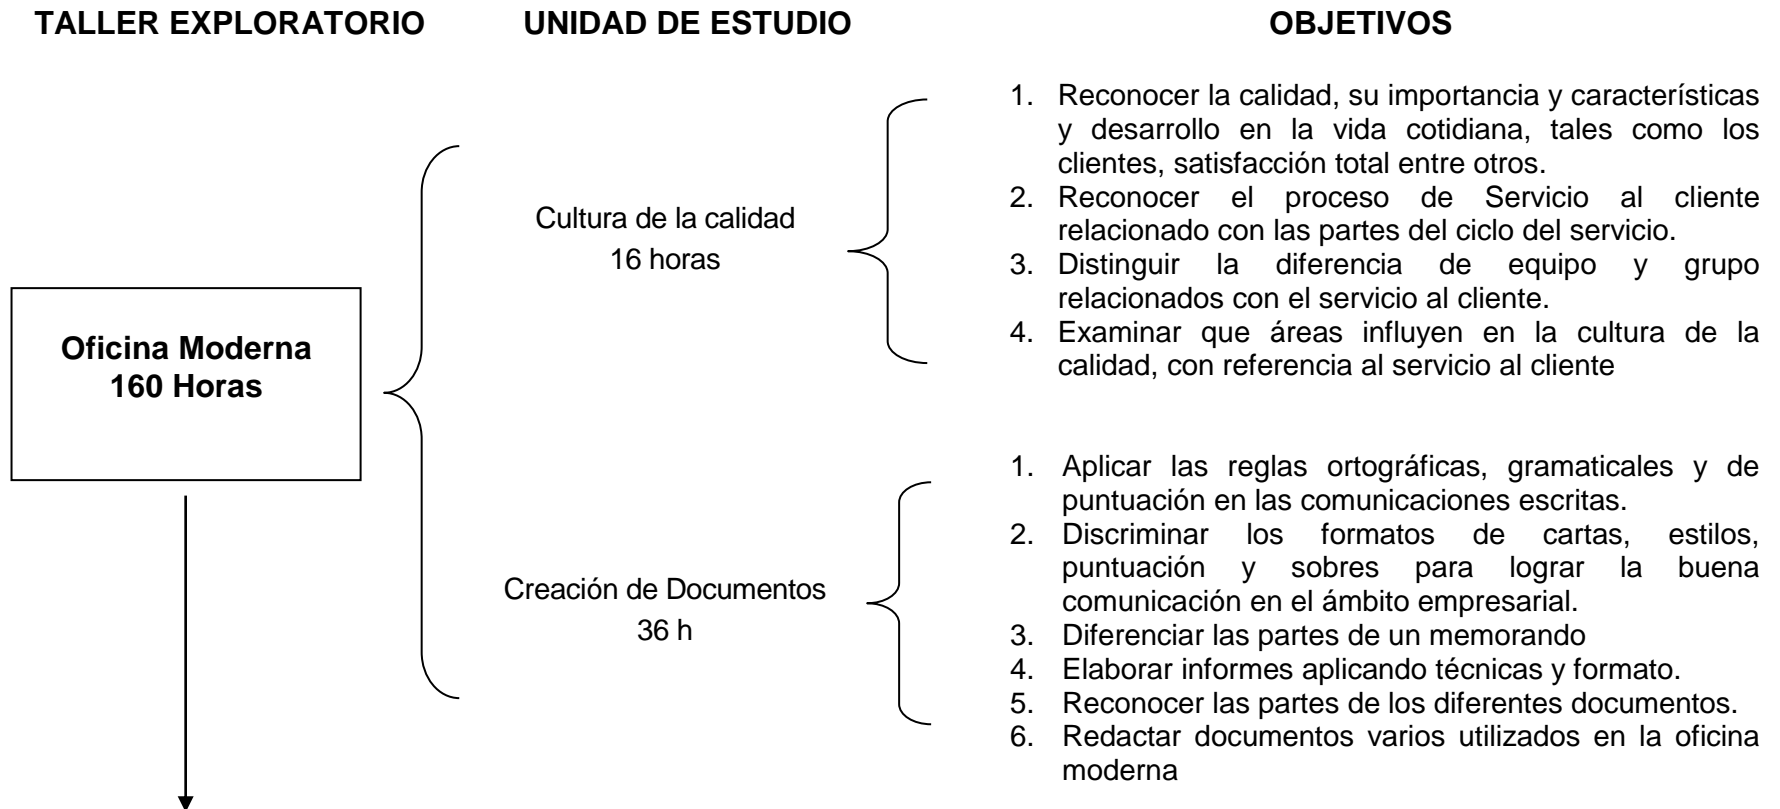 TALLER EXPLORATORIO UNIDAD DE ESTUDIO OBJETIVOS
Oficina Moderna
160 Horas
Cultura de la calidad
16 horas
1. Reconocer la calidad, su importancia y características
y desarrollo en la vida cotidiana, tales como los
clientes, satisfacción total entre otros.
2. Reconocer el proceso de Servicio al cliente
relacionado con las partes del ciclo del servicio.
3. Distinguir la diferencia de equipo y grupo
relacionados con el servicio al cliente.
4. Examinar que áreas influyen en la cultura de la
calidad, con referencia al servicio al cliente
Creación de Documentos
36 h
1. Aplicar las reglas ortográficas, gramaticales y de
puntuación en las comunicaciones escritas.
2. Discriminar los formatos de cartas, estilos,
puntuación y sobres para lograr la buena
comunicación en el ámbito empresarial.
3. Diferenciar las partes de un memorando
4. Elaborar informes aplicando técnicas y formato.
5. Reconocer las partes de los diferentes documentos.
6. Redactar documentos varios utilizados en la oficina
moderna